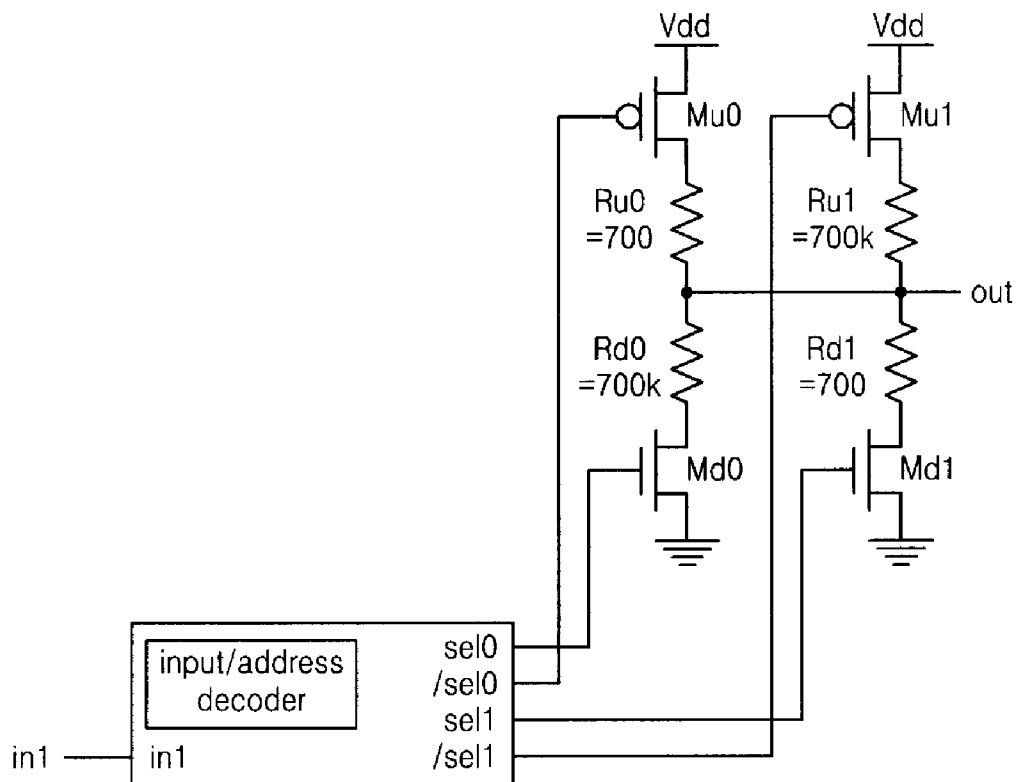 Vdd
Vdd
Mu0
Mu1
Ru0
=700
Ru1
=700k
out
Rd0
=700k
Rd1
=700
Md0
Md1
input/address
decoder
sel0
/sel0
sel1
/sel1
in1
in1